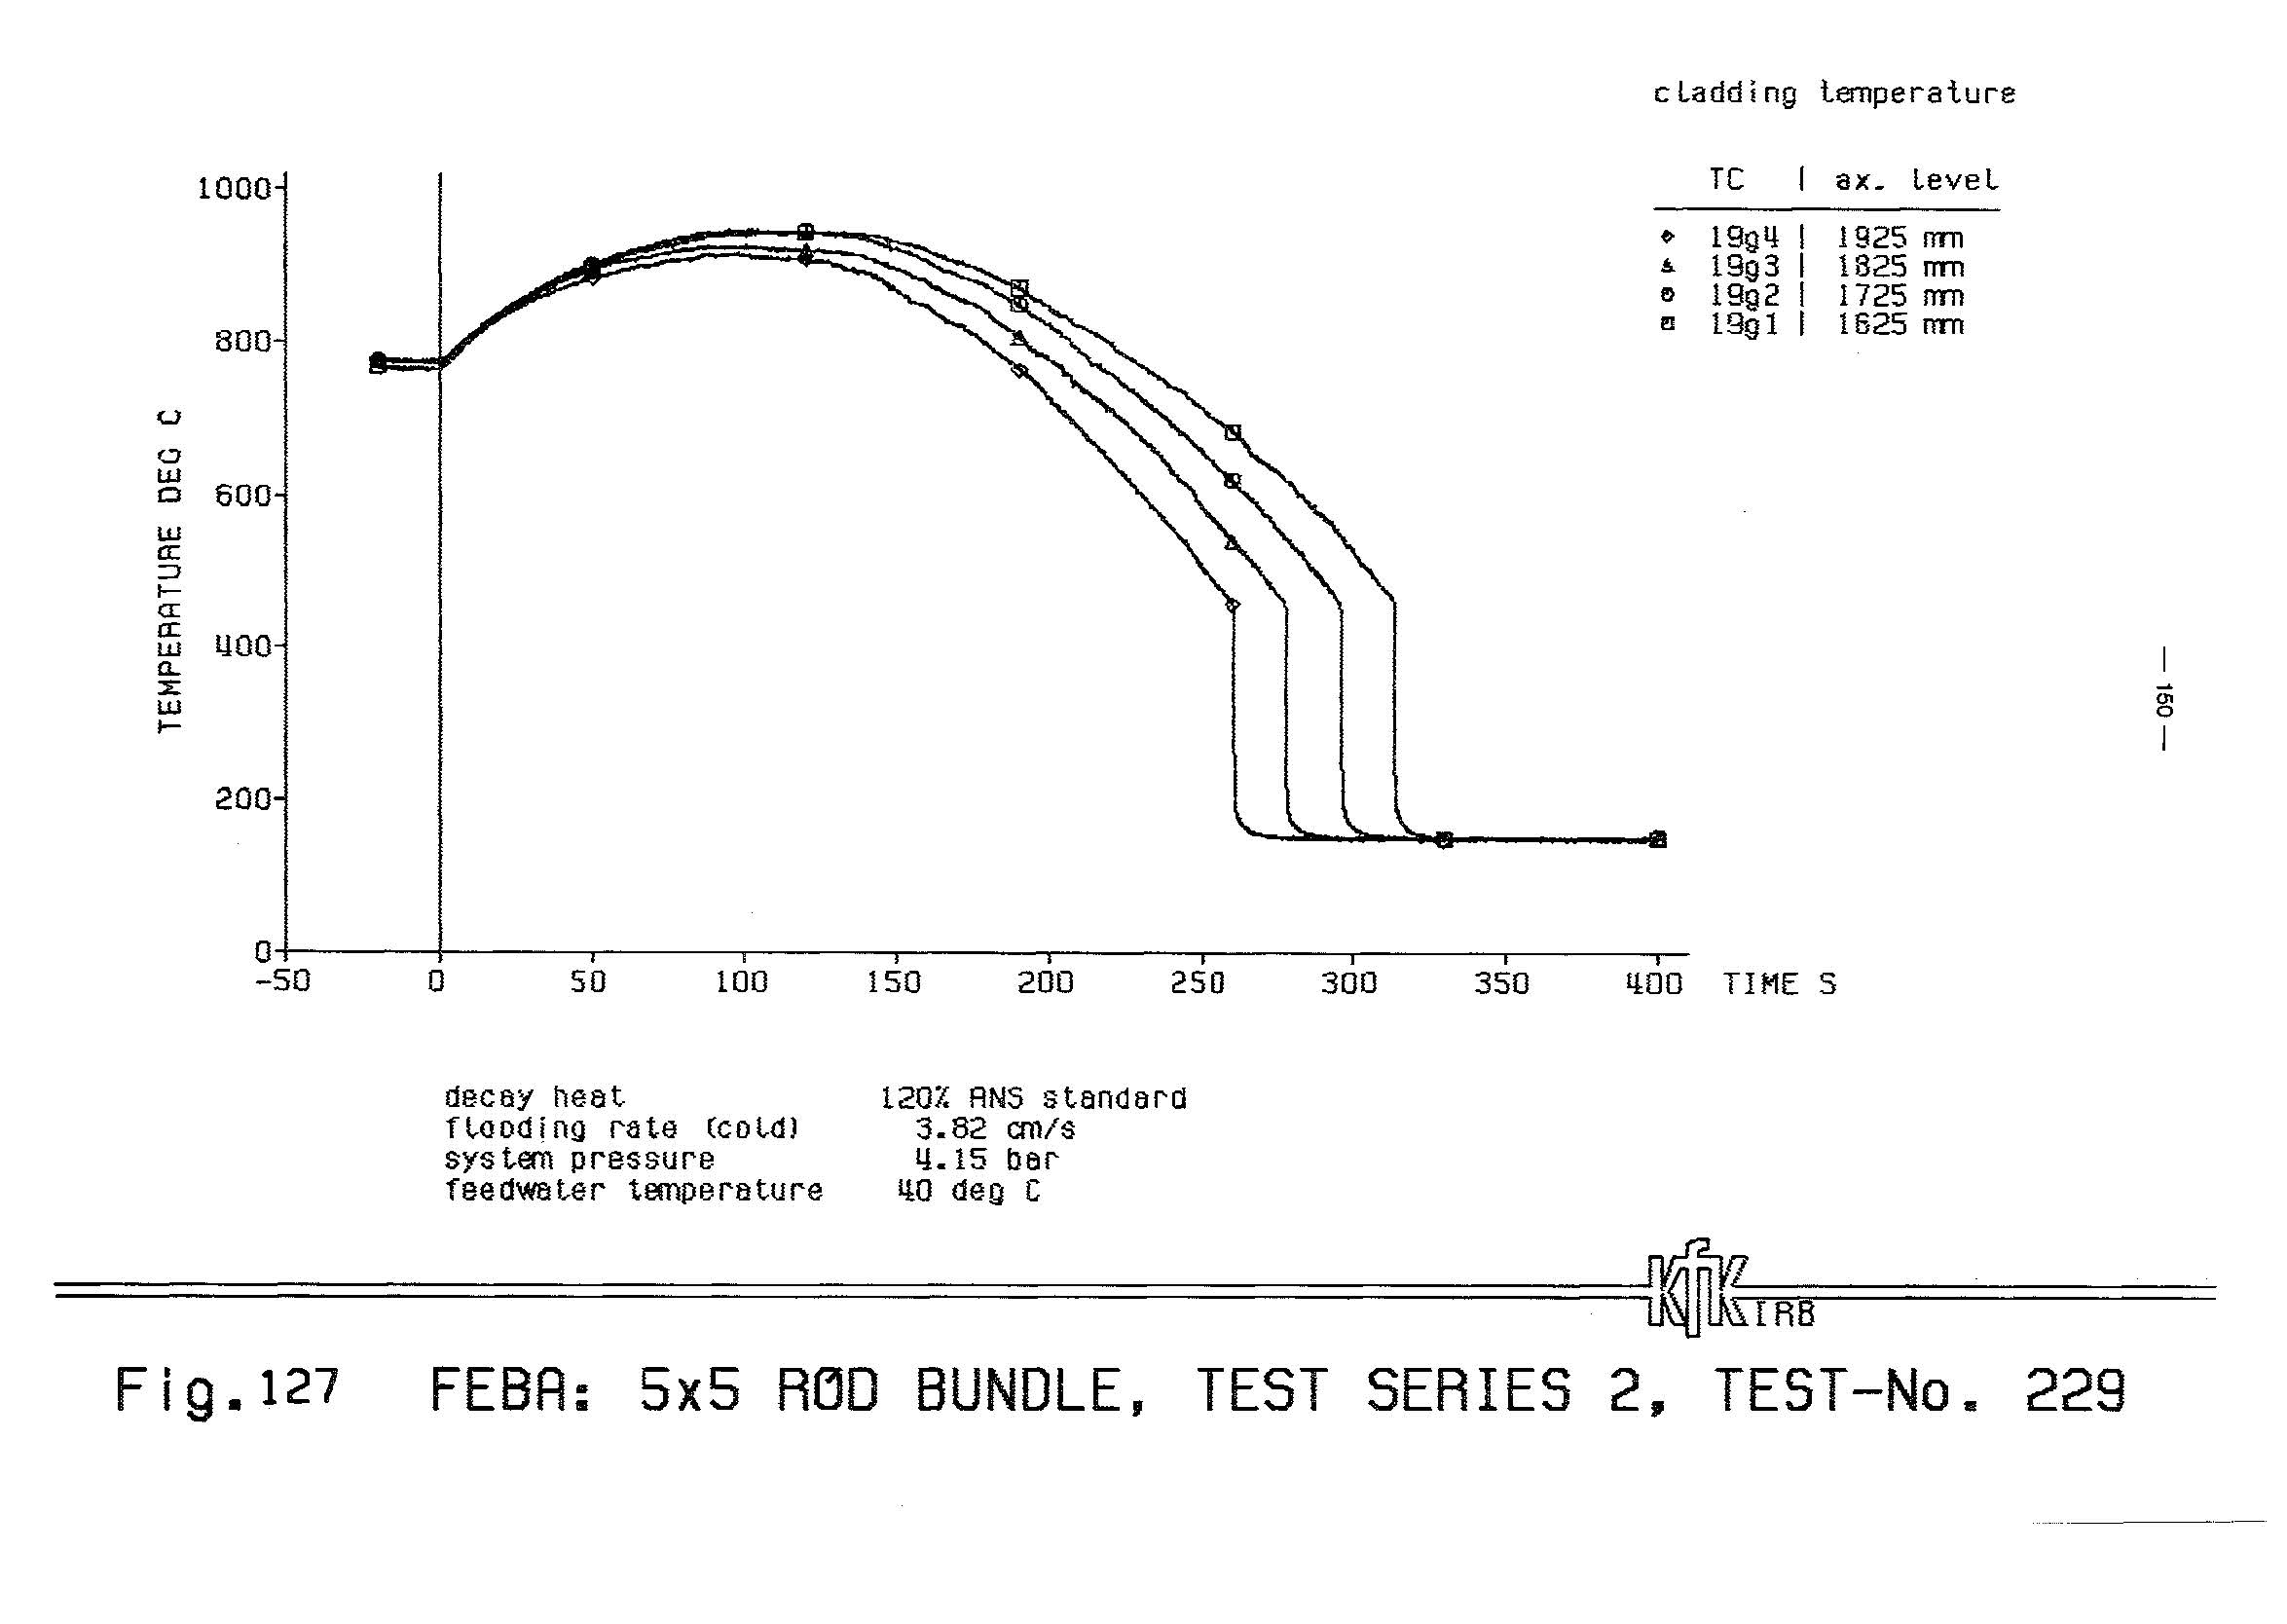 cladding temperature
TC | ax. level
19g4 | 1925 mm
19g3 | 1825 mm
19g2 | 1725 mm
19g1 | 1625 mm
1000
800
600
400
200
0
TEMPERATURE DEG C
-50 0 50 100 150 200 250 300 350 400 TIME S
— 150 —
decay heat 120% ANS standard
flooding rate (cold) 3.82 cm/s
system pressure 4.15 bar
feedwater temperature 40 deg C
KfK IRB
Fig.127 FEBA: 5x5 ROD BUNDLE, TEST SERIES 2, TEST-No. 229